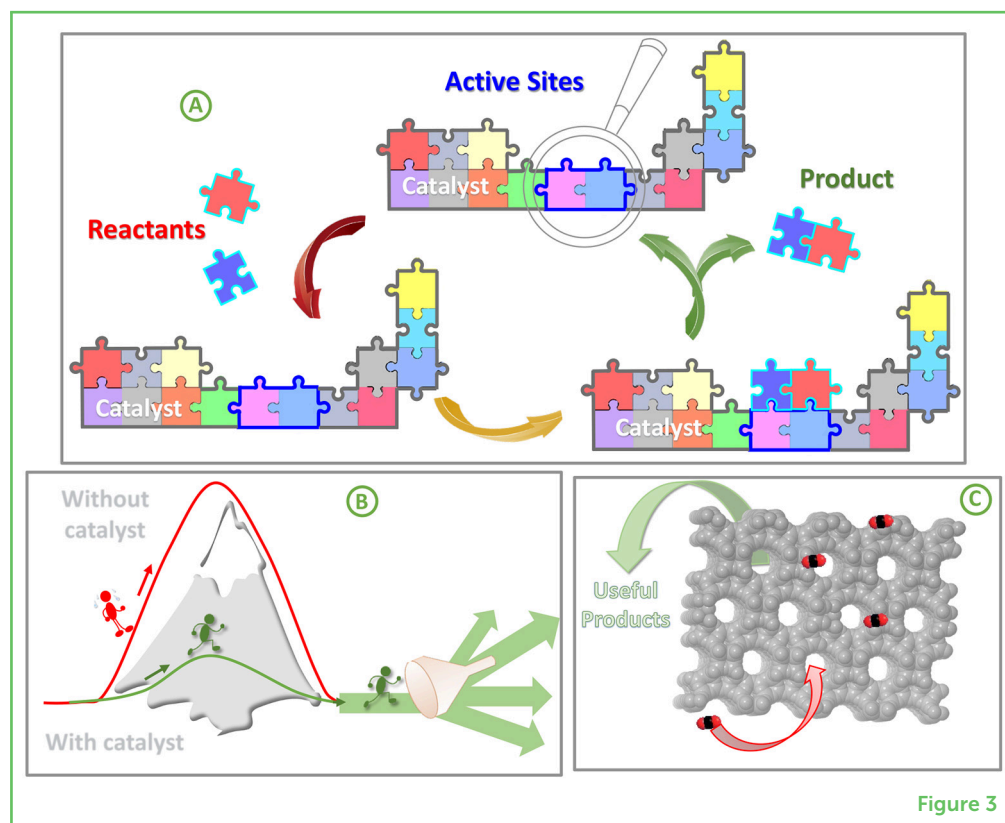 A
Active Sites
Catalyst
Product
Reactants
Catalyst
Catalyst
Without
catalyst
B
With catalyst
C
Useful
Products
Figure 3